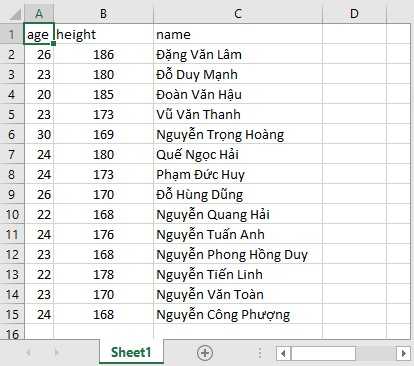 A B C D
1 age height name
2 26 186 Đặng Văn Lâm
3 23 180 Đỗ Duy Mạnh
4 20 185 Đoàn Văn Hậu
5 23 173 Vũ Văn Thanh
6 30 169 Nguyễn Trọng Hoàng
7 24 180 Quế Ngọc Hải
8 24 173 Phạm Đức Huy
9 26 170 Đỗ Hùng Dũng
10 22 168 Nguyễn Quang Hải
11 24 176 Nguyễn Tuấn Anh
12 23 168 Nguyễn Phong Hồng Duy
13 22 178 Nguyễn Tiến Linh
14 23 170 Nguyễn Văn Toàn
15 24 168 Nguyễn Công Phượng
16
Sheet1